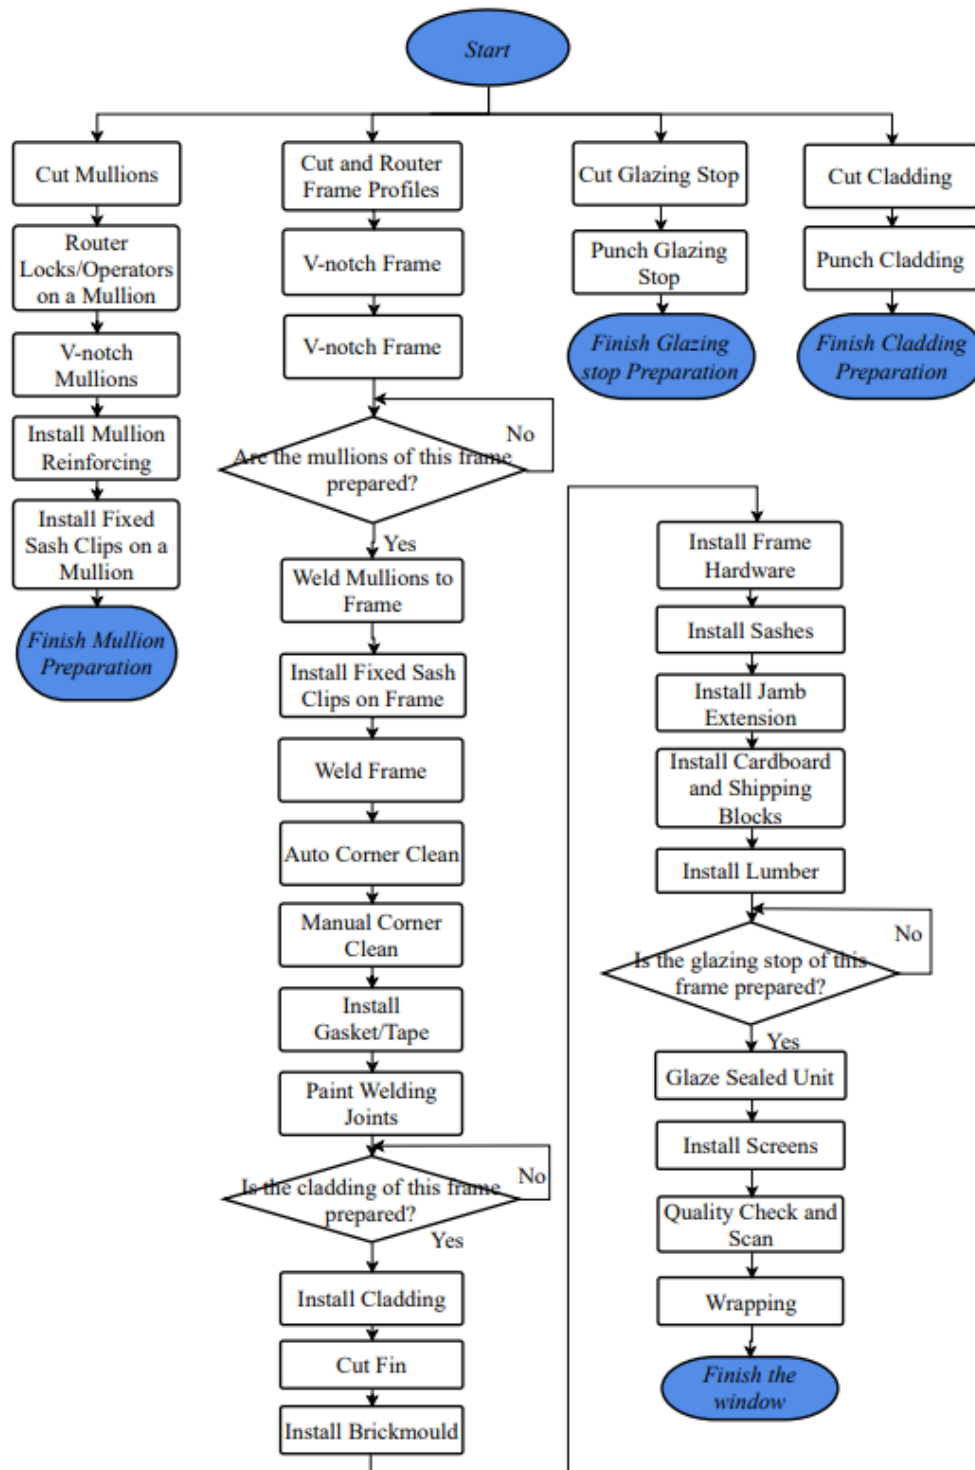 Start
Cut Mullions
Router
Locks/Operators
on a Mullion
V-notch
Mullions
Install Mullion
Reinforcing
Install Fixed
Sash Clips on a
Mullion
Finish Mullion
Preparation
Cut and Router
Frame Profiles
V-notch Frame
V-notch Frame
No
Are the mullions of this frame
prepared?
Yes
Weld Mullions to
Frame
Install Fixed Sash
Clips on Frame
Weld Frame
Auto Corner Clean
Manual Corner
Clean
Install
Gasket/Tape
Paint Welding
Joints
No
Is the cladding of this frame
prepared?
Yes
Install Cladding
Cut Fin
Install Brickmould
Cut Glazing Stop
Punch Glazing
Stop
Finish Glazing
stop Preparation
Cut Cladding
Punch Cladding
Finish Cladding
Preparation
Install Frame
Hardware
Install Sashes
Install Jamb
Extension
Install Cardboard
and Shipping
Blocks
Install Lumber
No
Is the glazing stop of this
frame prepared?
Yes
Glaze Sealed Unit
Install Screens
Quality Check and
Scan
Wrapping
Finish the
window